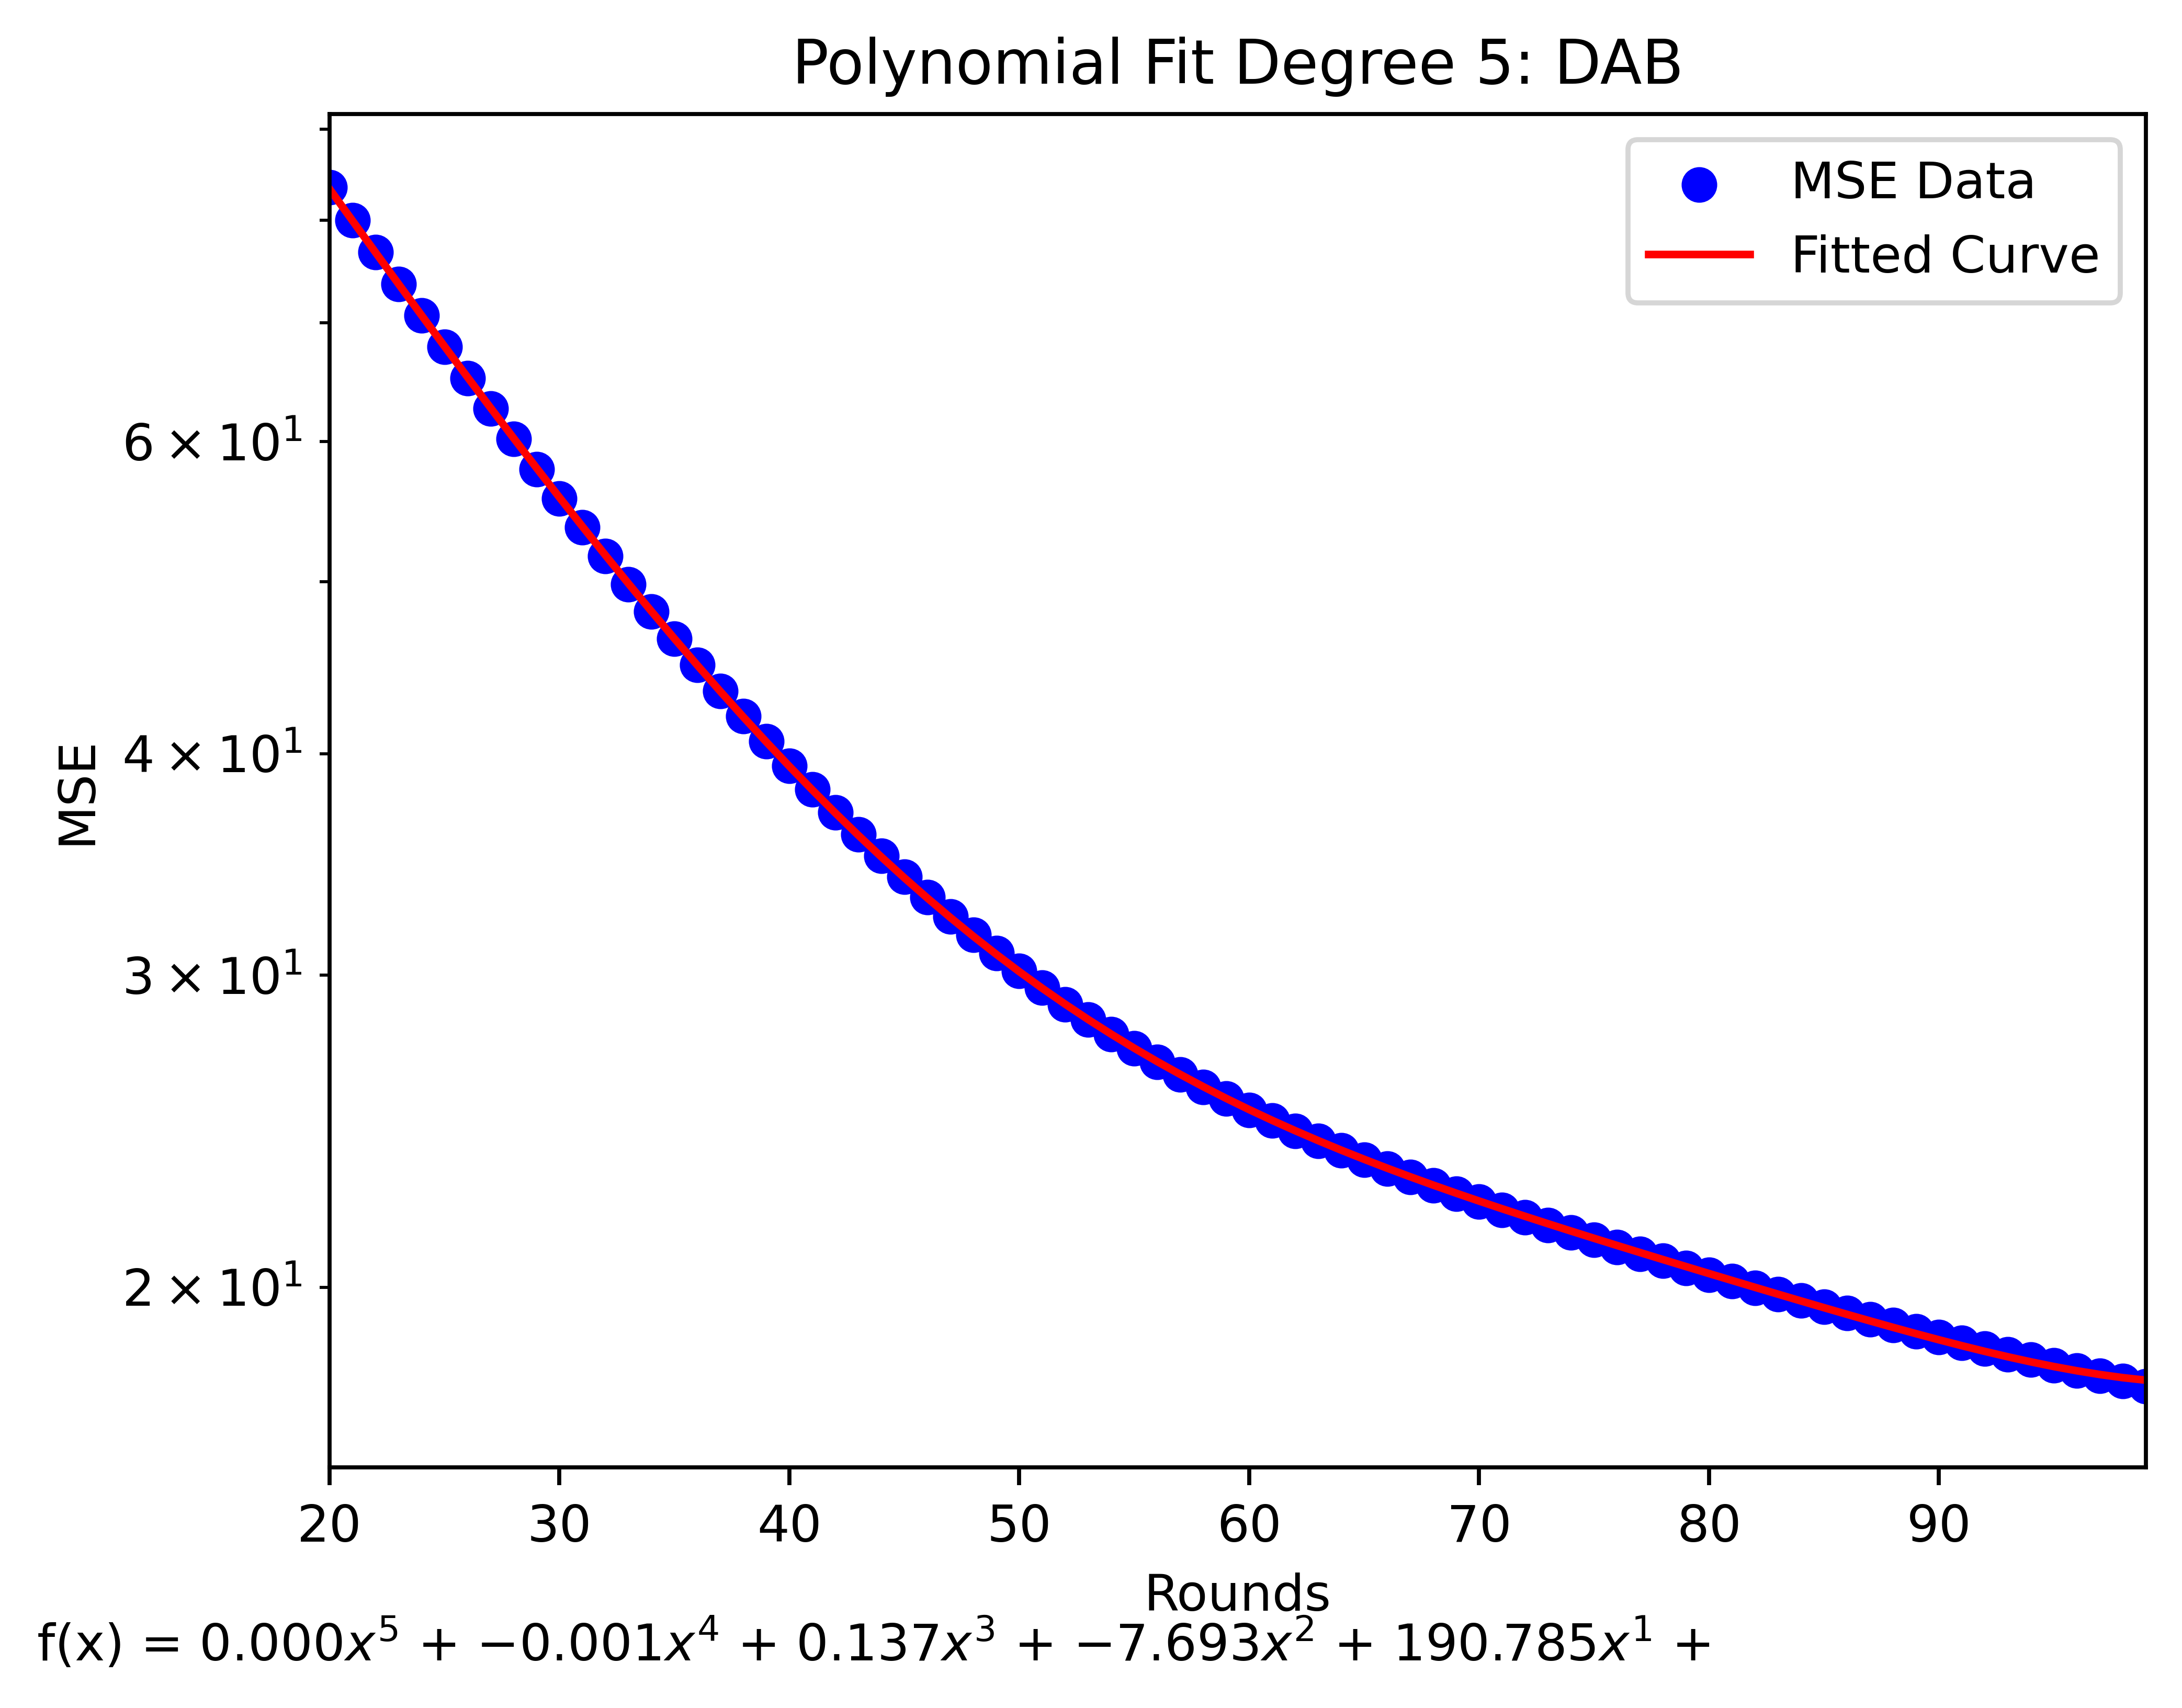 Polynomial Fit Degree 5: DAB
MSE Data
Fitted Curve
MSE
6 × 10¹
4 × 10¹
3 × 10¹
2 × 10¹
20 30 40 50 60 70 80 90
Rounds
f(x) = 0.000x⁵ + −0.001x⁴ + 0.137x³ + −7.693x² + 190.785x¹ +